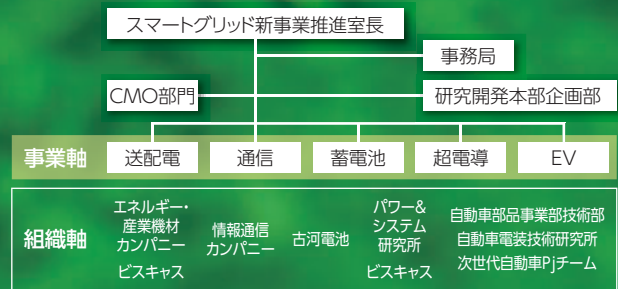 スマートグリッド新事業推進室長
事務局
CMO部門
研究開発本部企画部
事業軸
送配電
通信
蓄電池
超電導
EV
組織軸
エネルギー・
産業機材
カンパニー
ビスキャス
情報通信
カンパニー
古河電池
パワー&
システム
研究所
ビスキャス
自動車部品事業部技術部
自動車電装技術研究所
次世代自動車Pjチーム